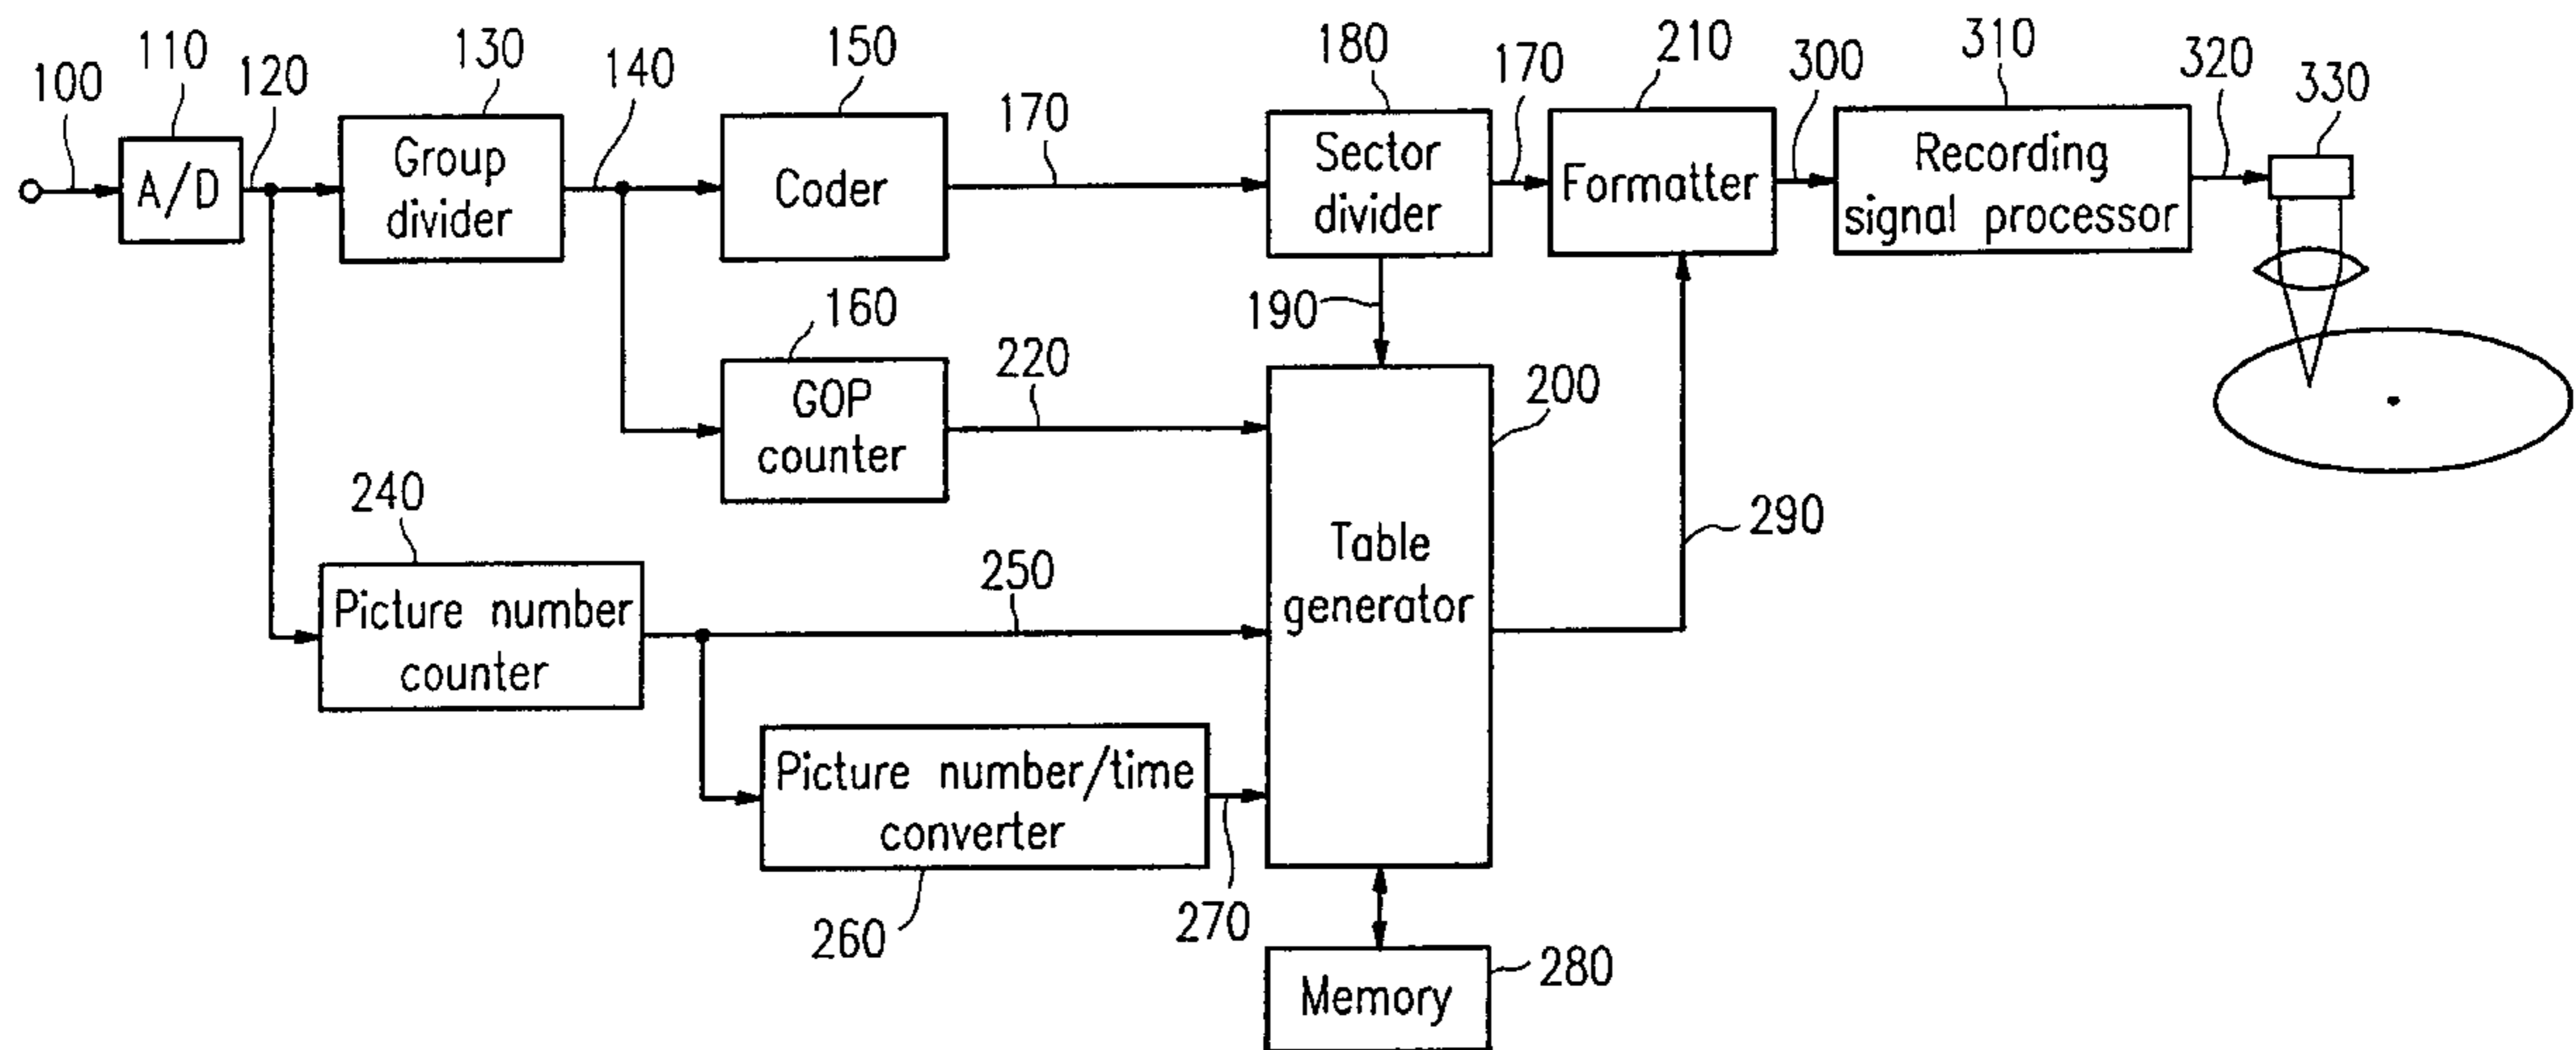 100
110
120
130
140
150
170
180
170
210
300
310
320
330
A/D
Group
divider
Coder
Sector
divider
Formatter
Recording
signal processor
190
160
220
GOP
counter
200
240
250
290
Picture number
counter
Table
generator
Picture number/time
converter
260
270
280
Memory